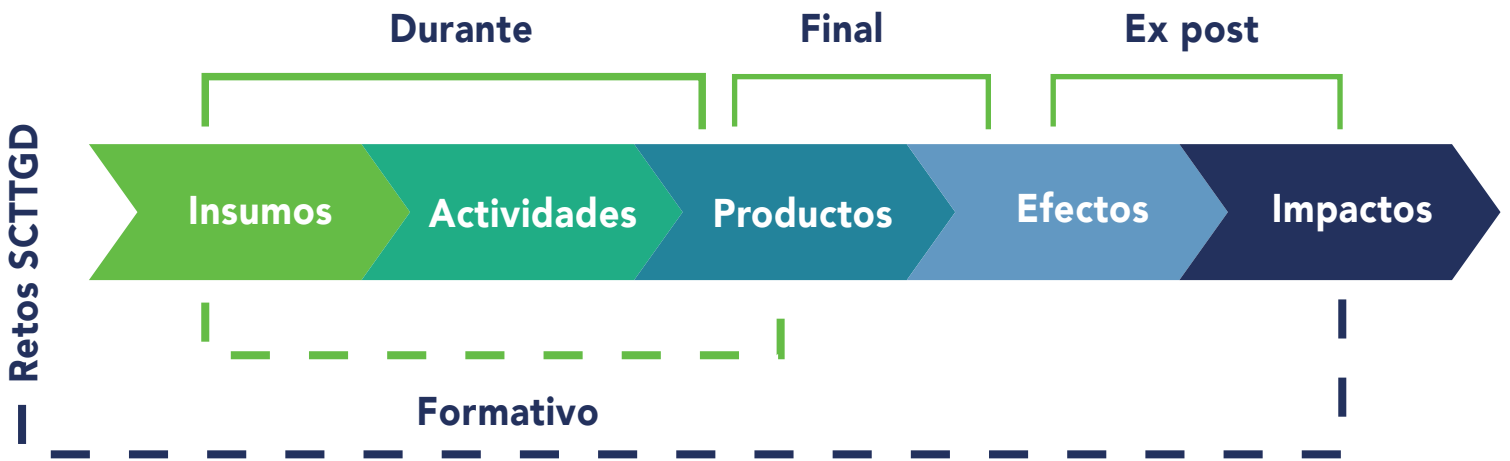 Durante
Final
Ex post
Retos SCTTGD
Insumos
Actividades
Productos
Efectos
Impactos
Formativo